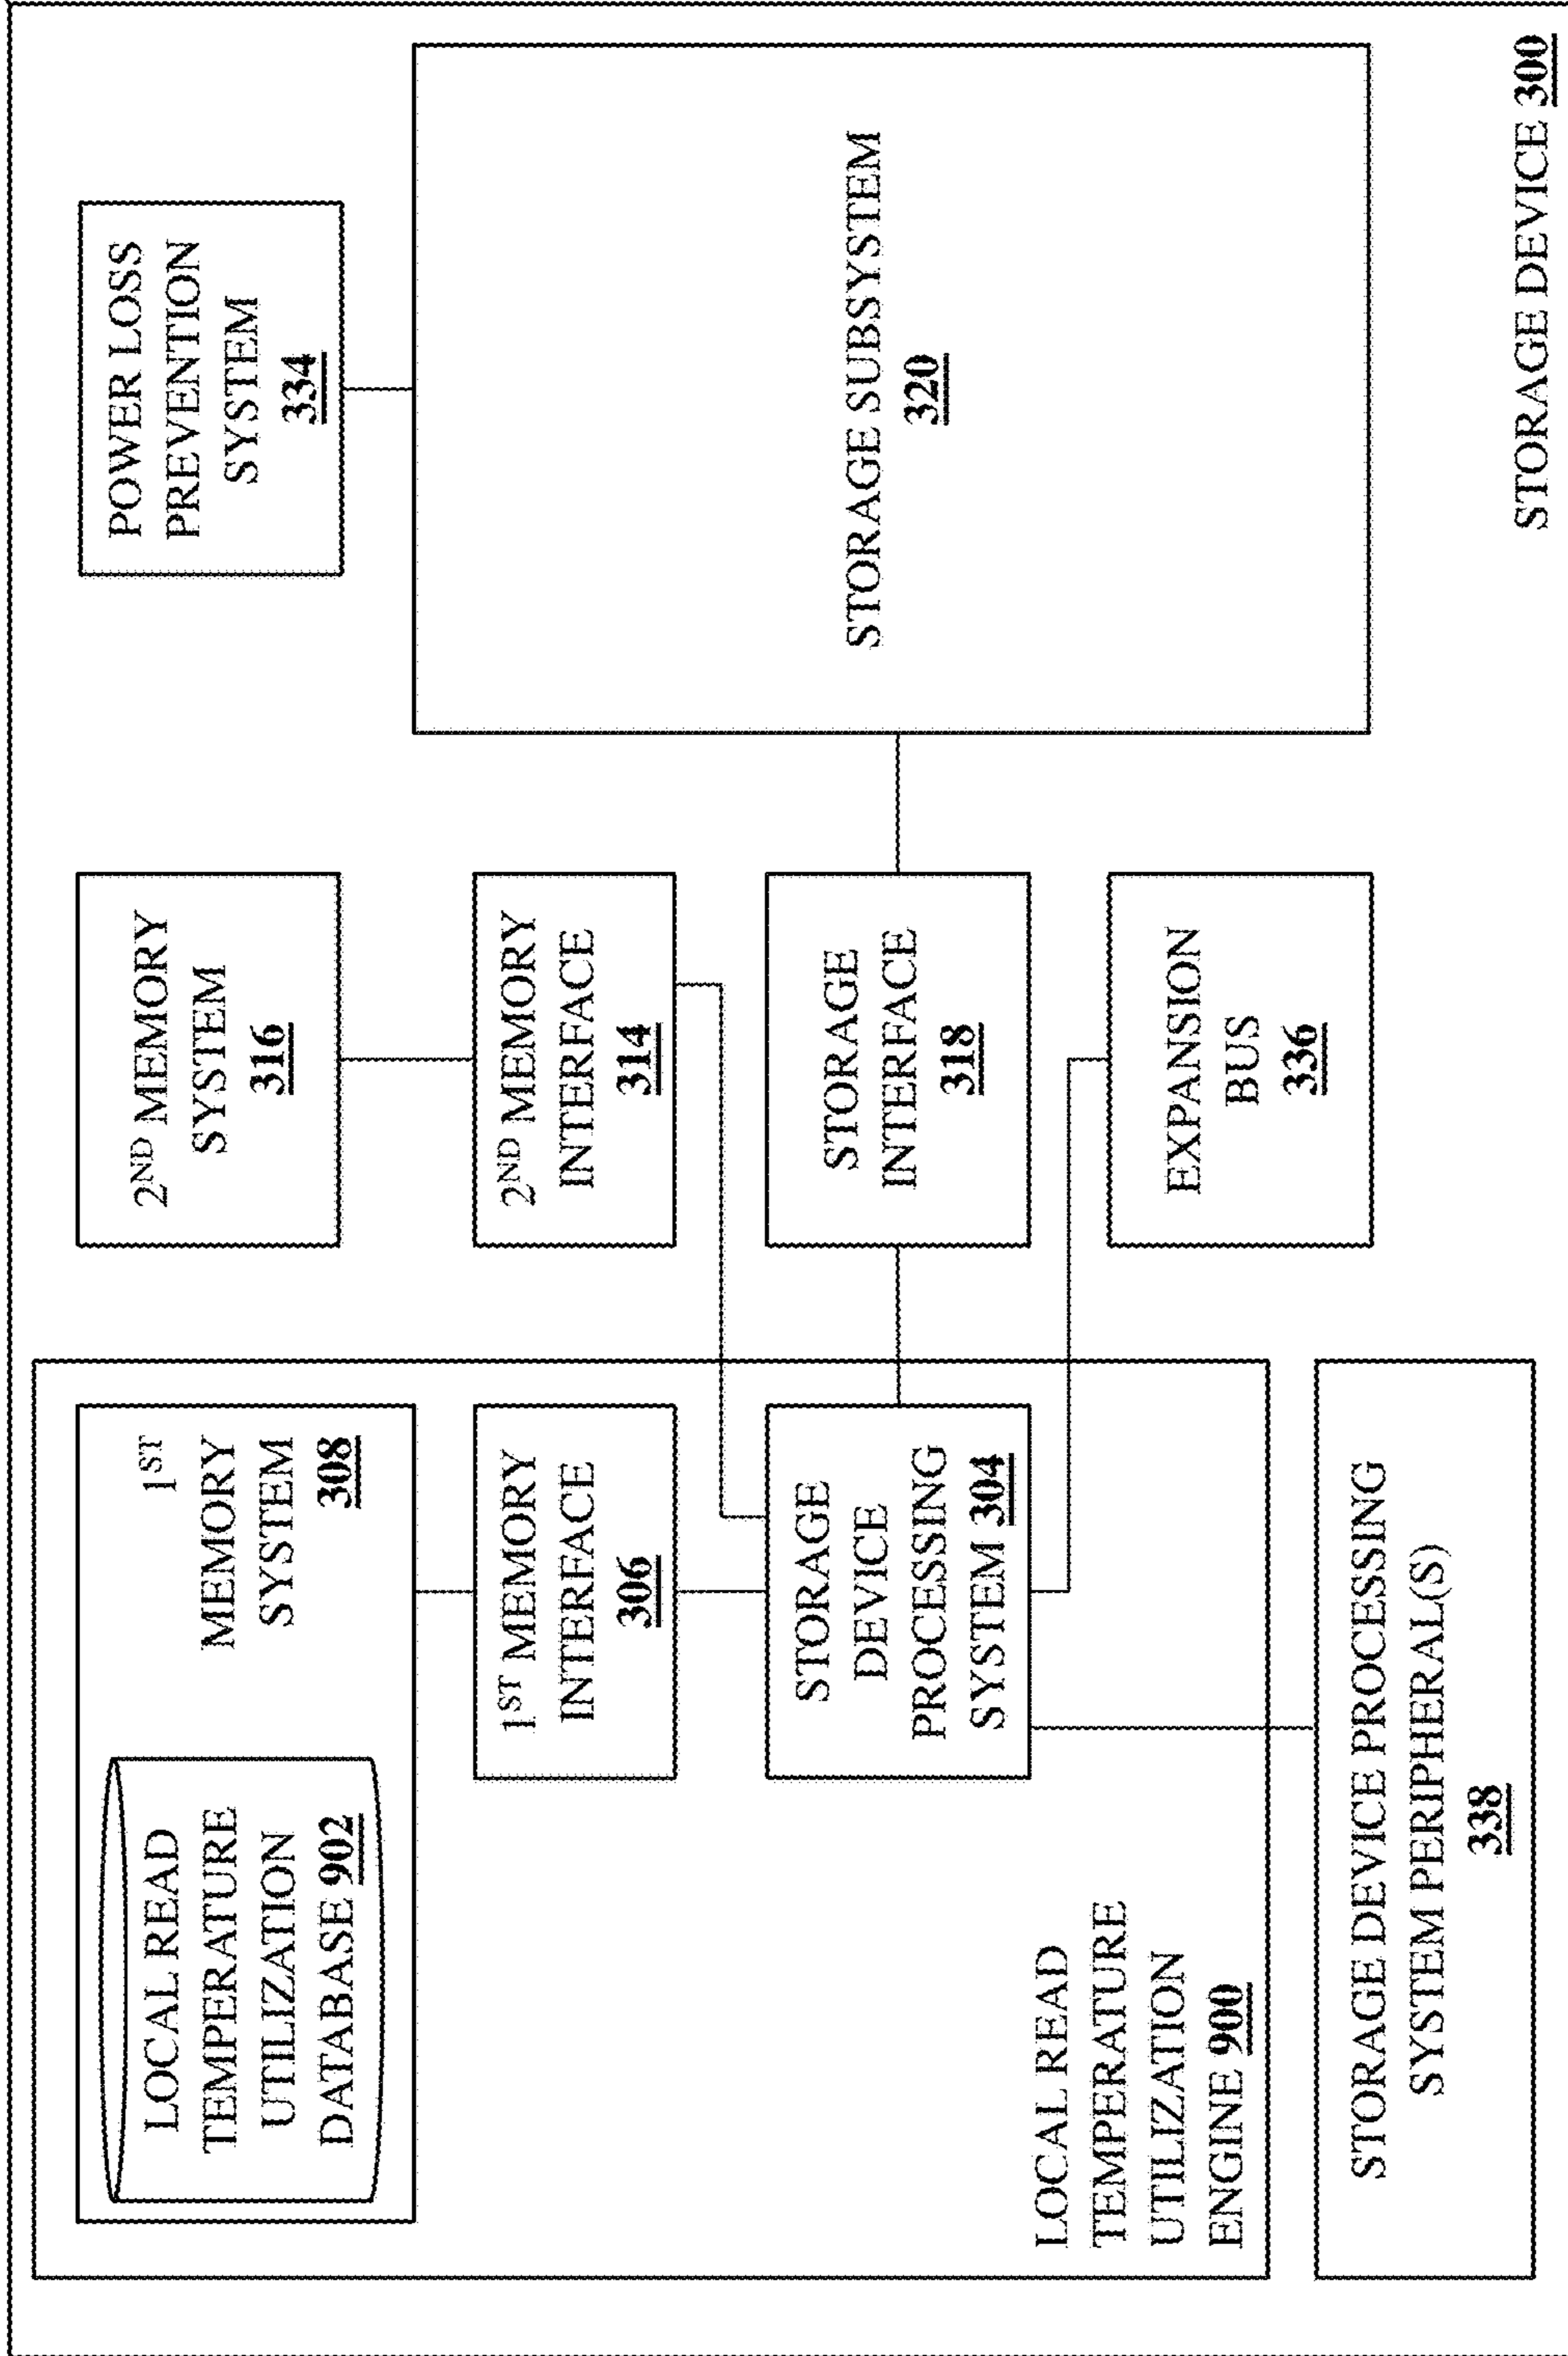 LOCAL READ
TEMPERATURE
UTILIZATION
DATABASE 902
1ST
MEMORY
SYSTEM
308
2ND MEMORY
SYSTEM
316
POWER LOSS
PREVENTION
SYSTEM
334
1ST MEMORY
INTERFACE
306
2ND MEMORY
INTERFACE
314
STORAGE
DEVICE
PROCESSING
SYSTEM 304
STORAGE
INTERFACE
318
STORAGE SUBSYSTEM
320
LOCAL READ
TEMPERATURE
UTILIZATION
ENGINE 900
EXPANSION
BUS
336
STORAGE DEVICE PROCESSING
SYSTEM PERIPHERAL(S)
338
STORAGE DEVICE 300